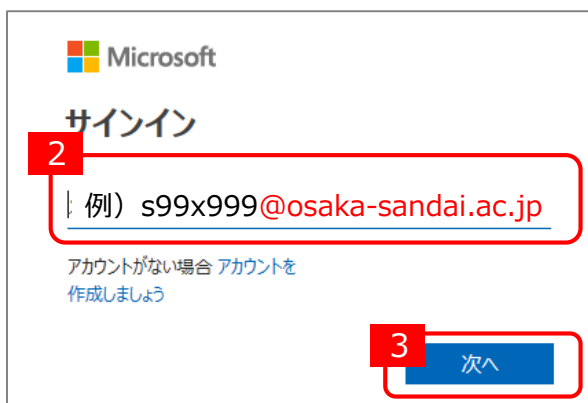 Microsoft
サインイン
2
例）s99x999@osaka-sandai.ac.jp
アカウントがない場合 アカウントを
作成しましょう
3
次へ